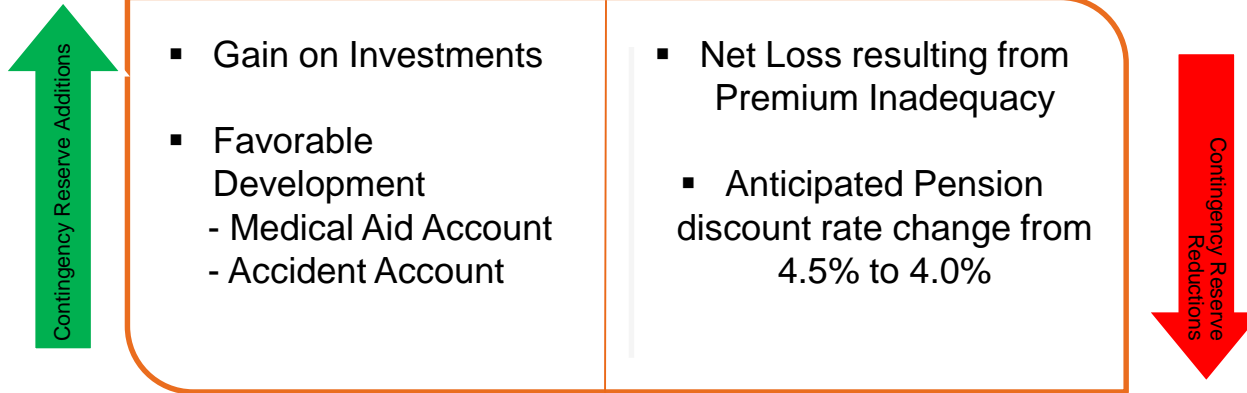 Contingency Reserve Additions
▪ Gain on Investments
▪ Favorable
Development
- Medical Aid Account
- Accident Account
▪ Net Loss resulting from
Premium Inadequacy
▪ Anticipated Pension
discount rate change from
4.5% to 4.0%
Contingency Reserve
Reductions